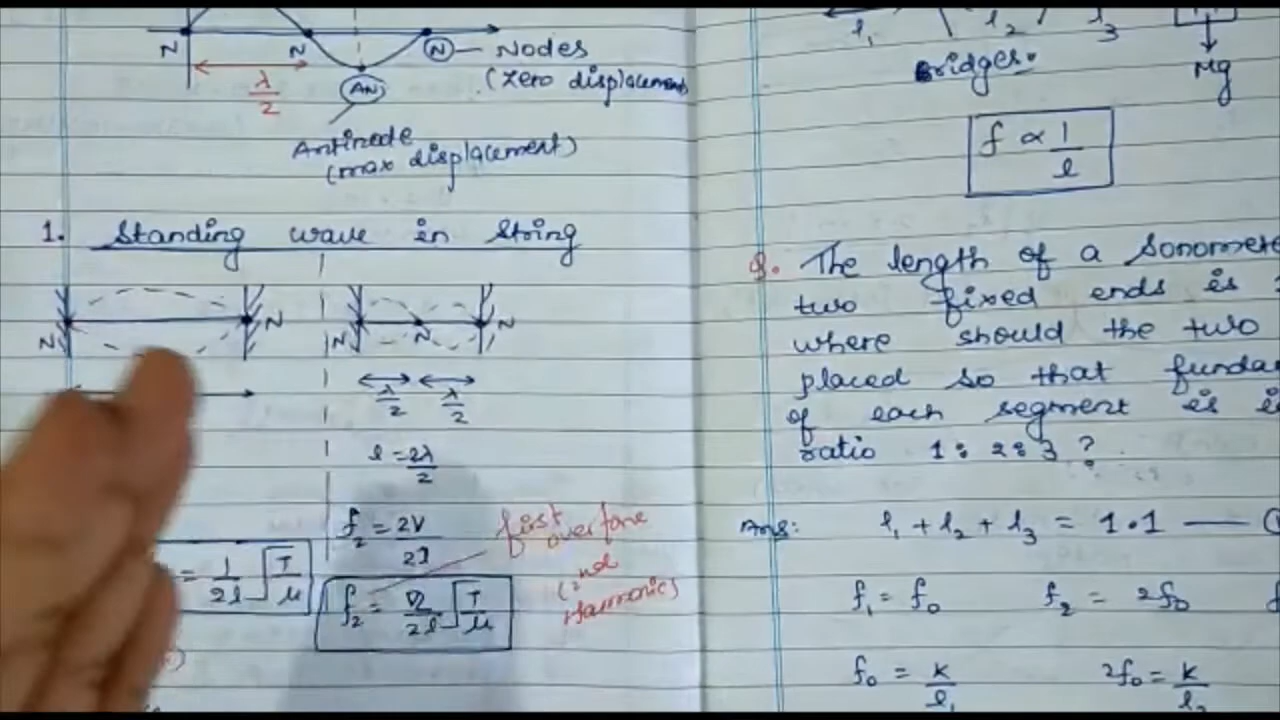 N N N — Nodes
(Zero displacement
λ/2
AN
Antinode
(max displacement)
1. Standing wave in String
N N N N N
λ/2 λ/2
l = 2λ/2
f2 = 2V/2l
first overtone
(2nd Harmonic)
= 1/2l √T/μ
f2 = 2/2l √T/μ
l1 l2 l3
Bridges.
Mg
f ∝ 1/l
Q. The length of a Sonomete
two fixed ends is
where should the two
placed so that funda
of each segment is i
ratio 1:2:3 ?
Ans: l1 + l2 + l3 = 1.1 —
f1 = f0 f2 = 2f0 f
f0 = K/l1 2f0 = K/l2